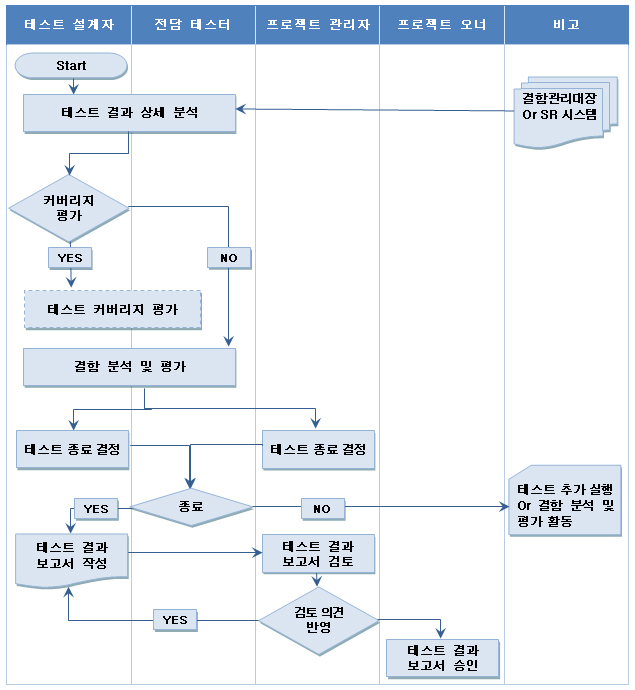 테스트 설계자
전담 테스터
프로젝트 관리자
프로젝트 오너
비고
Start
테스트 결과 상세 분석
결함관리대장
Or SR 시스템
커버리지
평가
YES
NO
테스트 커버리지 평가
결함 분석 및 평가
테스트 종료 결정
테스트 종료 결정
종료
YES
NO
테스트 추가 실행
Or 결함 분석 및
평가 활동
테스트 결과
보고서 작성
테스트 결과
보고서 검토
검토 의견
반영
YES
테스트 결과
보고서 승인